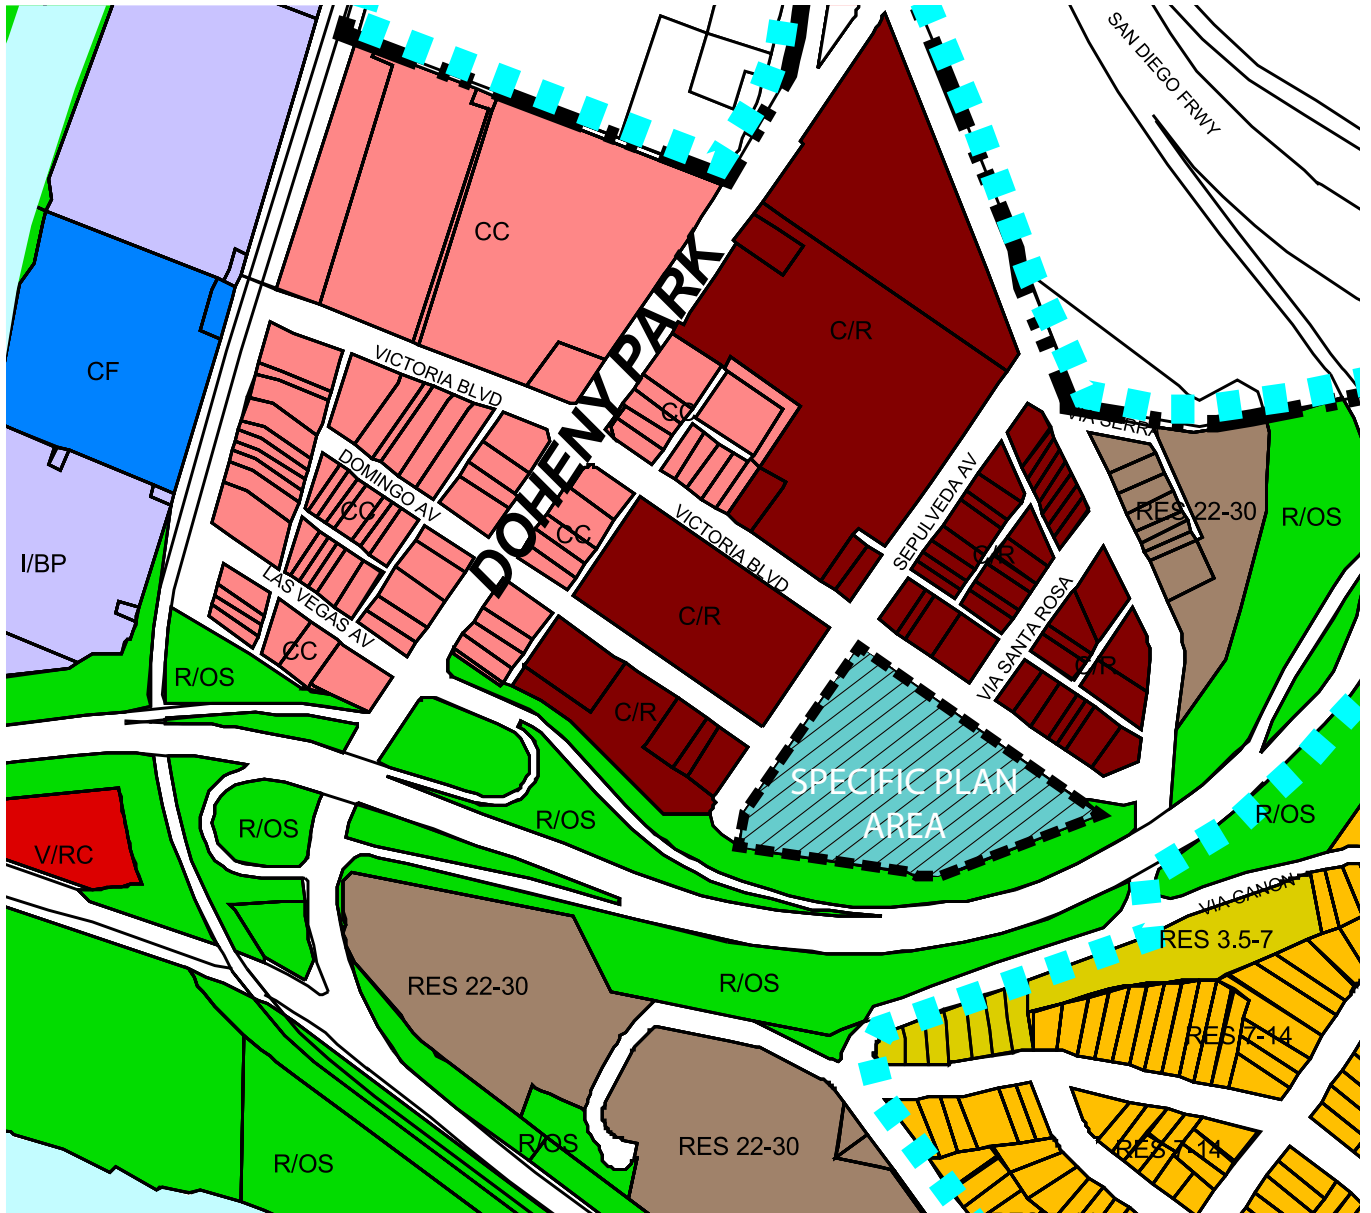 SAN DIEGO FRWY
CC
DOHENY PARK
C/R
CF
VICTORIA BLVD
CC
VIA SERRA
DOMINGO AV
SEPULVEDA AV
CC
RES 22-30
R/OS
VICTORIA BLVD
CC
C/R
I/BP
LAS VEGAS AV
VIA SANTA ROSA
C/R
CC
C/R
R/OS
C/R
SPECIFIC PLAN
AREA
R/OS
R/OS
R/OS
V/RC
VIA CANON
RES 3.5-7
RES 22-30
R/OS
RES 7-14
R/OS
RES 22-30
RES 7-14
R/OS